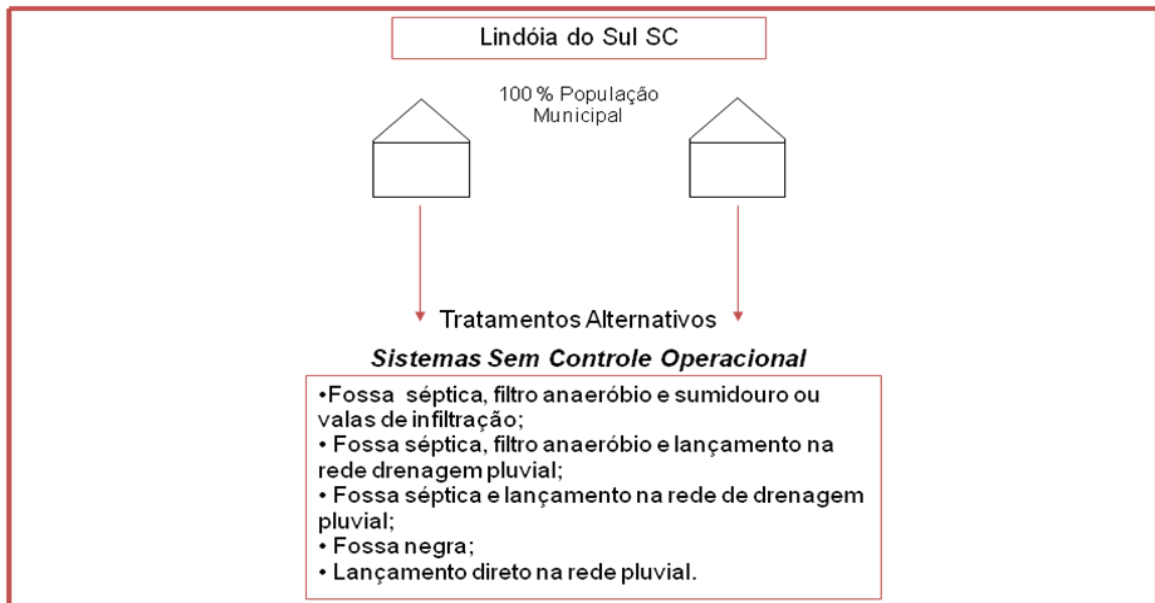 Lindóia do Sul SC
100 % População
Municipal
Tratamentos Alternativos
Sistemas Sem Controle Operacional
•Fossa séptica, filtro anaeróbio e sumidouro ou
valas de infiltração;
• Fossa séptica, filtro anaeróbio e lançamento na
rede drenagem pluvial;
• Fossa séptica e lançamento na rede de drenagem
pluvial;
• Fossa negra;
• Lançamento direto na rede pluvial.